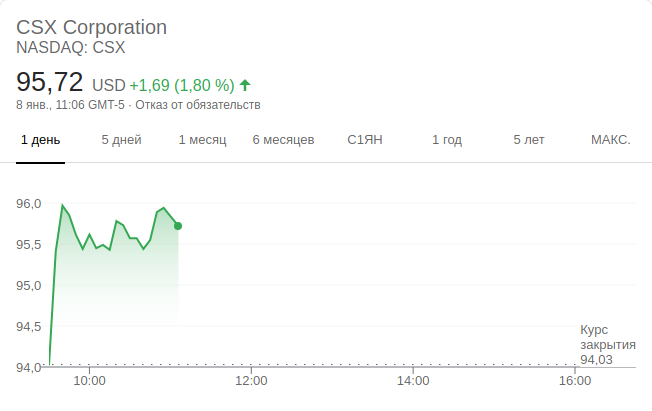 CSX Corporation
NASDAQ: CSX
95,72 USD +1,69 (1,80 %)
8 янв., 11:06 GMT-5 · Отказ от обязательств
1 день 5 дней 1 месяц 6 месяцев С1ЯН 1 год 5 лет МАКС.
96,0
95,5
95,0
94,5
94,0
Курс
закрытия
94,03
10:00 12:00 14:00 16:00